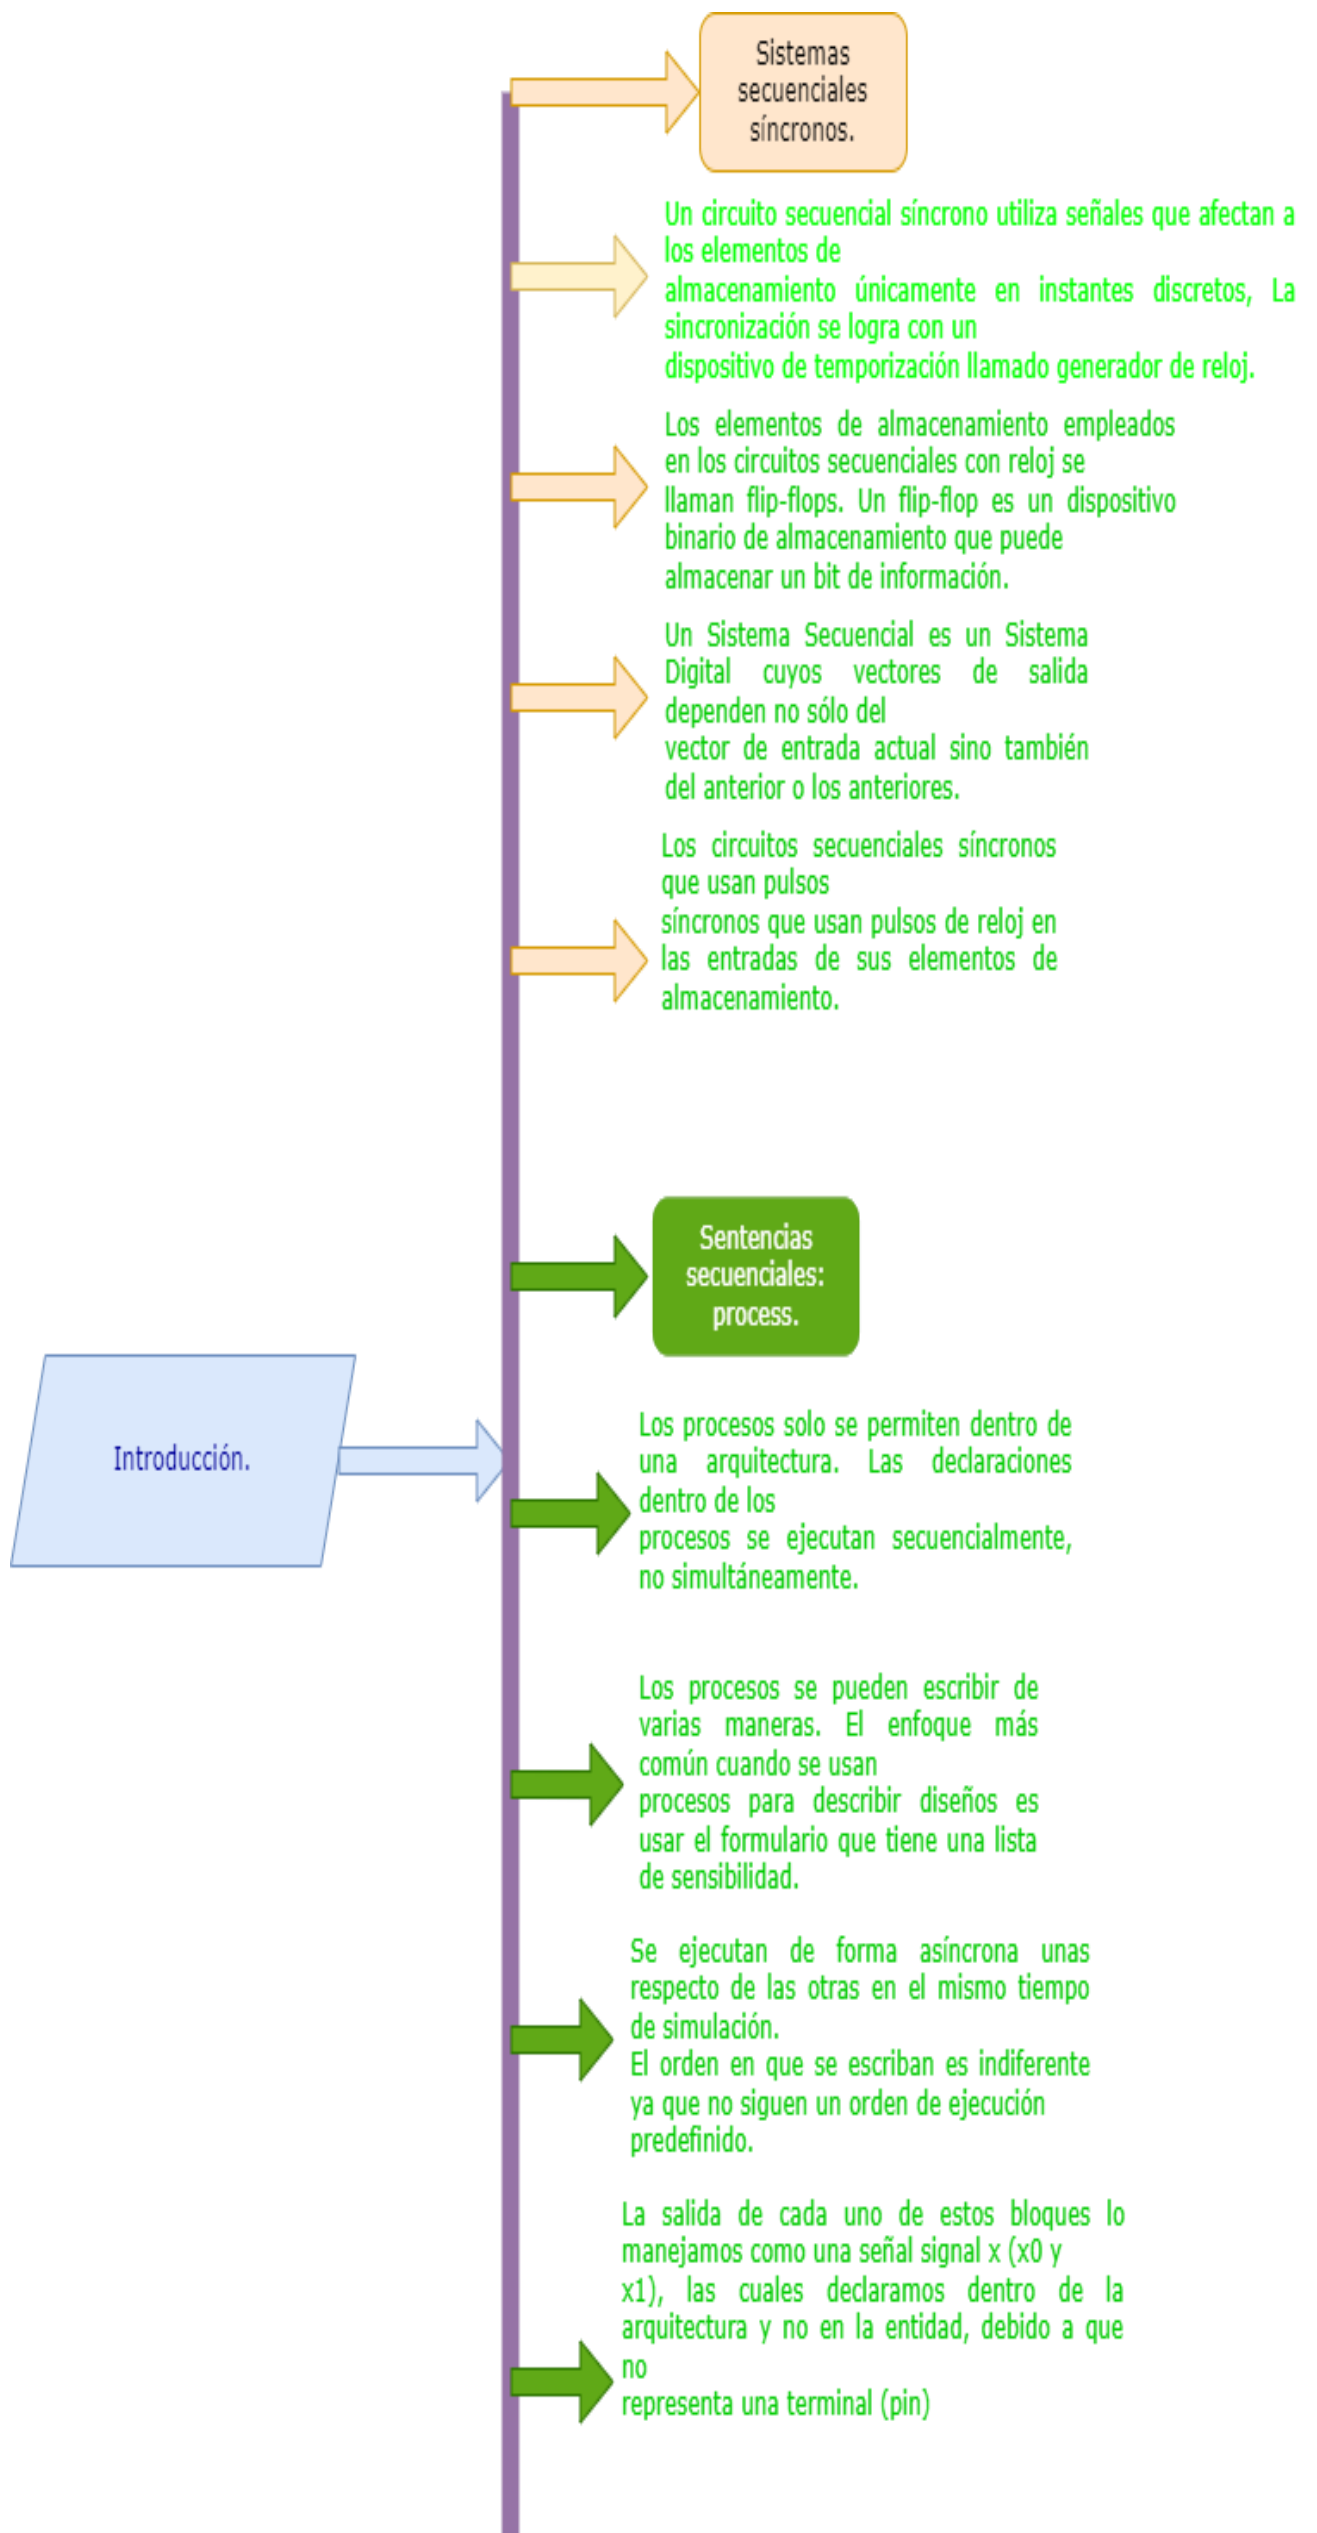 Sistemas
secuenciales
síncronos.
Un circuito secuencial síncrono utiliza señales que afectan a
los elementos de
almacenamiento únicamente en instantes discretos, La
sincronización se logra con un
dispositivo de temporización llamado generador de reloj.
Los elementos de almacenamiento empleados
en los circuitos secuenciales con reloj se
llaman flip-flops. Un flip-flop es un dispositivo
binario de almacenamiento que puede
almacenar un bit de información.
Un Sistema Secuencial es un Sistema
Digital cuyos vectores de salida
dependen no sólo del
vector de entrada actual sino también
del anterior o los anteriores.
Los circuitos secuenciales síncronos
que usan pulsos
síncronos que usan pulsos de reloj en
las entradas de sus elementos de
almacenamiento.
Sentencias
secuenciales:
process.
Introducción.
Los procesos solo se permiten dentro de
una arquitectura. Las declaraciones
dentro de los
procesos se ejecutan secuencialmente,
no simultáneamente.
Los procesos se pueden escribir de
varias maneras. El enfoque más
común cuando se usan
procesos para describir diseños es
usar el formulario que tiene una lista
de sensibilidad.
Se ejecutan de forma asíncrona unas
respecto de las otras en el mismo tiempo
de simulación.
El orden en que se escriban es indiferente
ya que no siguen un orden de ejecución
predefinido.
La salida de cada uno de estos bloques lo
manejamos como una señal signal x (x0 y
x1), las cuales declaramos dentro de la
arquitectura y no en la entidad, debido a que
no
representa una terminal (pin)